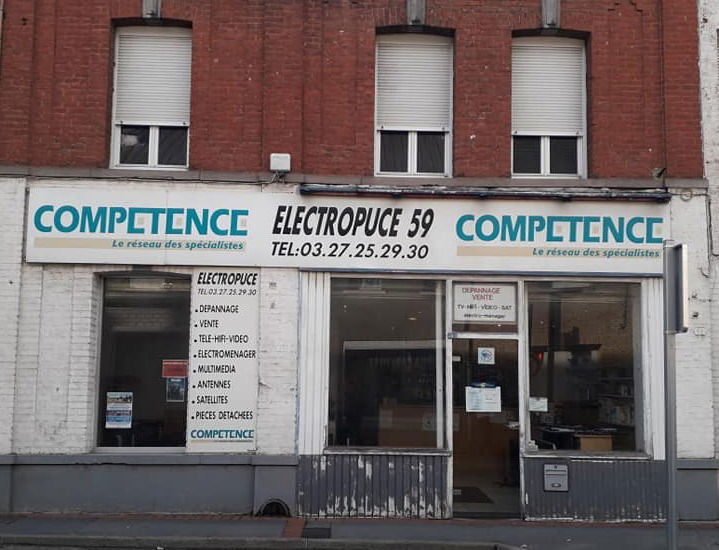 COMPETENCE
Le réseau des spécialistes
ELECTROPUCE 59
TEL:03.27.25.29.30
COMPETENCE
Le réseau des spécialistes
ELECTROPUCE
TEL:03.27.25.29.30
• DEPANNAGE
• VENTE
• TELE-HIFI-VIDEO
• ELECTROMENAGER
• MULTIMEDIA
• ANTENNES
• SATELLITES
• PIECES DETACHEES
COMPETENCE
DEPANNAGE
VENTE
TV - HIFI - VIDEO - SAT
électro-ménager